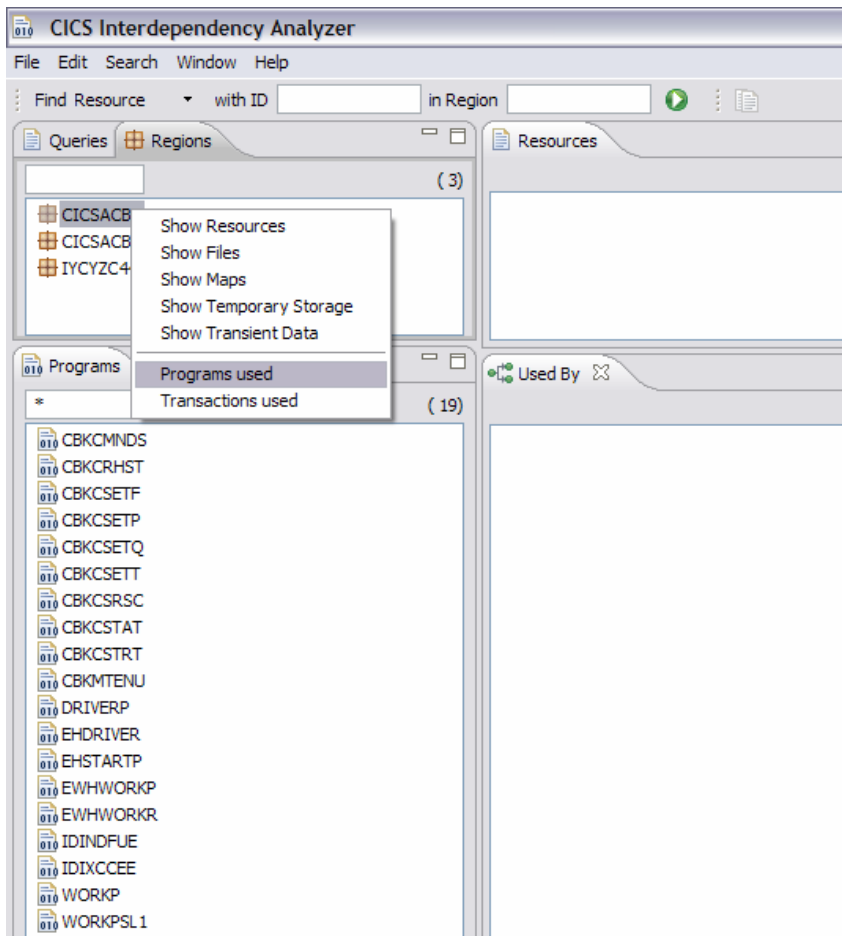 CICS Interdependency Analyzer
File Edit Search Window Help
Find Resource with ID in Region
Queries Regions
( 3)
CICSACB
CICSACB
IYCYZC4
Show Resources
Show Files
Show Maps
Show Temporary Storage
Show Transient Data
Programs used
Transactions used
Resources
Programs
*
( 19)
CBKCMNDS
CBKCRHST
CBKCSETF
CBKCSETP
CBKCSETQ
CBKCSETT
CBKCSRSC
CBKCSTAT
CBKCSTRT
CBKMTENU
DRIVERP
EHDRIVER
EHSTARTP
EWHWORKP
EWHWORKR
IDINDFUE
IDIXCCEE
WORKP
WORKPSL1
Used By